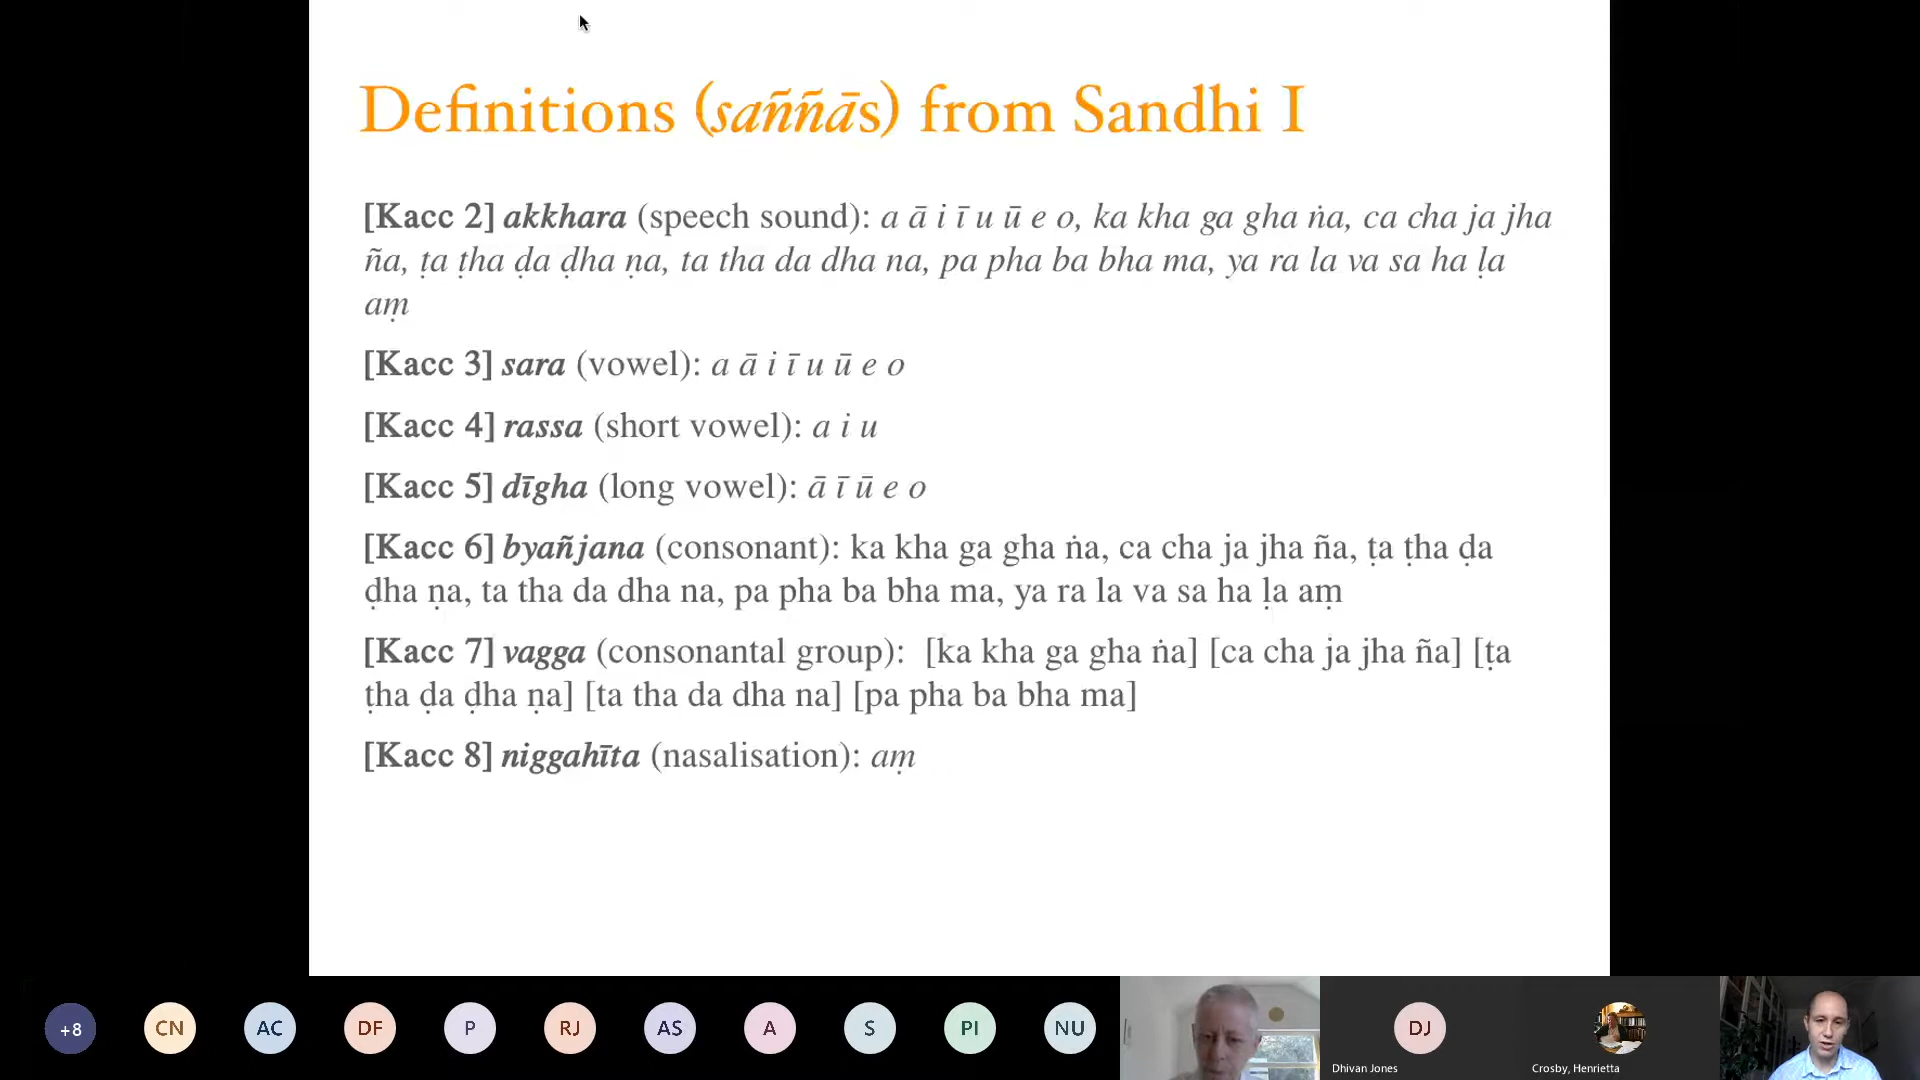 Definitions (saññās) from Sandhi I
[Kacc 2] akkhara (speech sound): a ā i ī u ū e o, ka kha ga gha ṅa, ca cha ja jha
ña, ṭa ṭha ḍa ḍha ṇa, ta tha da dha na, pa pha ba bha ma, ya ra la va sa ha ḷa
aṃ
[Kacc 3] sara (vowel): a ā i ī u ū e o
[Kacc 4] rassa (short vowel): a i u
[Kacc 5] dīgha (long vowel): ā ī ū e o
[Kacc 6] byañjana (consonant): ka kha ga gha ṅa, ca cha ja jha ña, ṭa ṭha ḍa
ḍha ṇa, ta tha da dha na, pa pha ba bha ma, ya ra la va sa ha ḷa aṃ
[Kacc 7] vagga (consonantal group): [ka kha ga gha ṅa] [ca cha ja jha ña] [ṭa
ṭha ḍa ḍha ṇa] [ta tha da dha na] [pa pha ba bha ma]
[Kacc 8] niggahīta (nasalisation): aṃ
+8 CN AC DF P RJ AS A S PI NU DJ
Dhivan Jones Crosby, Henrietta